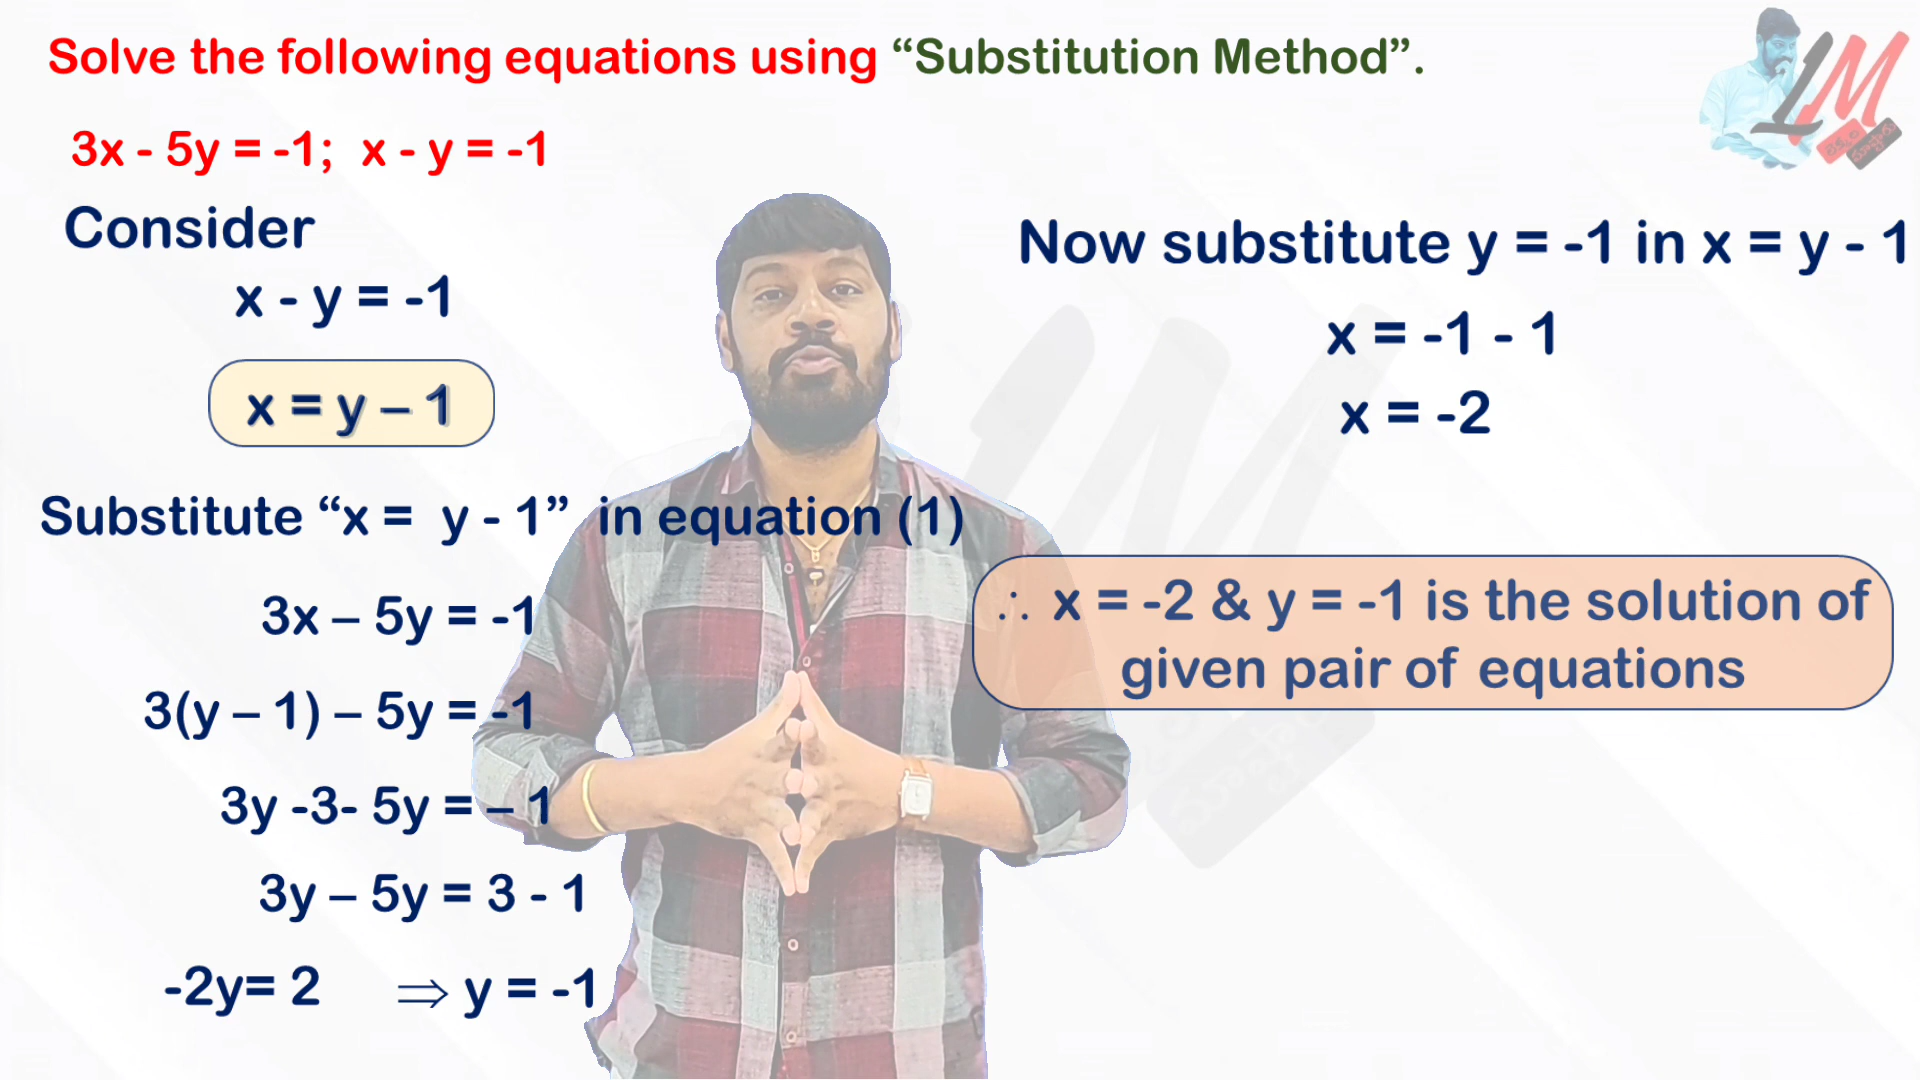 Solve the following equations using “Substitution Method”.
3x - 5y = -1; x - y = -1
Consider
x - y = -1
x = y – 1
Substitute “x = y - 1” in equation (1)
3x – 5y = -1
3(y – 1) – 5y = -1
3y -3- 5y = – 1
3y – 5y = 3 - 1
-2y= 2 ⇒ y = -1
Now substitute y = -1 in x = y - 1
x = -1 - 1
x = -2
∴ x = -2 & y = -1 is the solution of
given pair of equations
LM